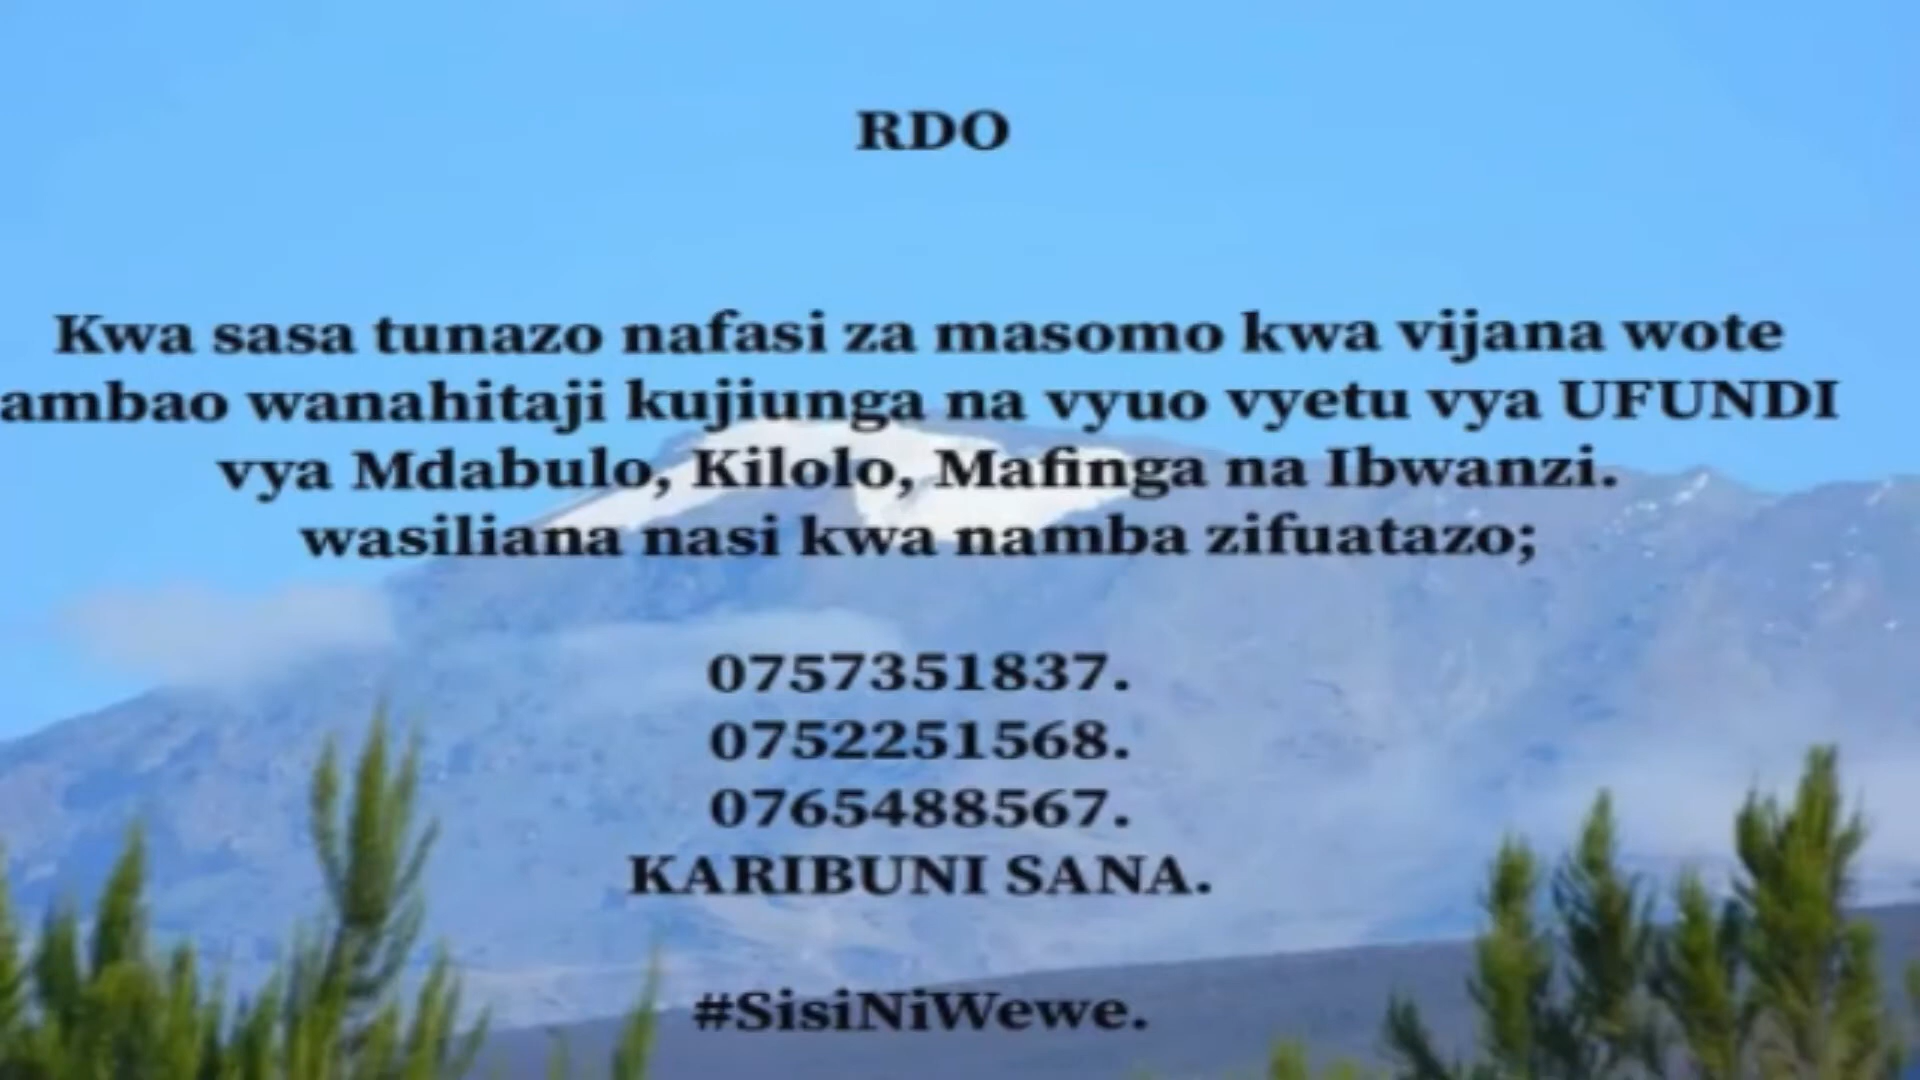 RDO
Kwa sasa tunazo nafasi za masomo kwa vijana wote
ambao wanahitaji kujiunga na vyuo vyetu vya UFUNDI
vya Mdabulo, Kilolo, Mafinga na Ibwanzi.
wasiliana nasi kwa namba zifuatazo;
0757351837.
0752251568.
0765488567.
KARIBUNI SANA.
#SisiNiWewe.